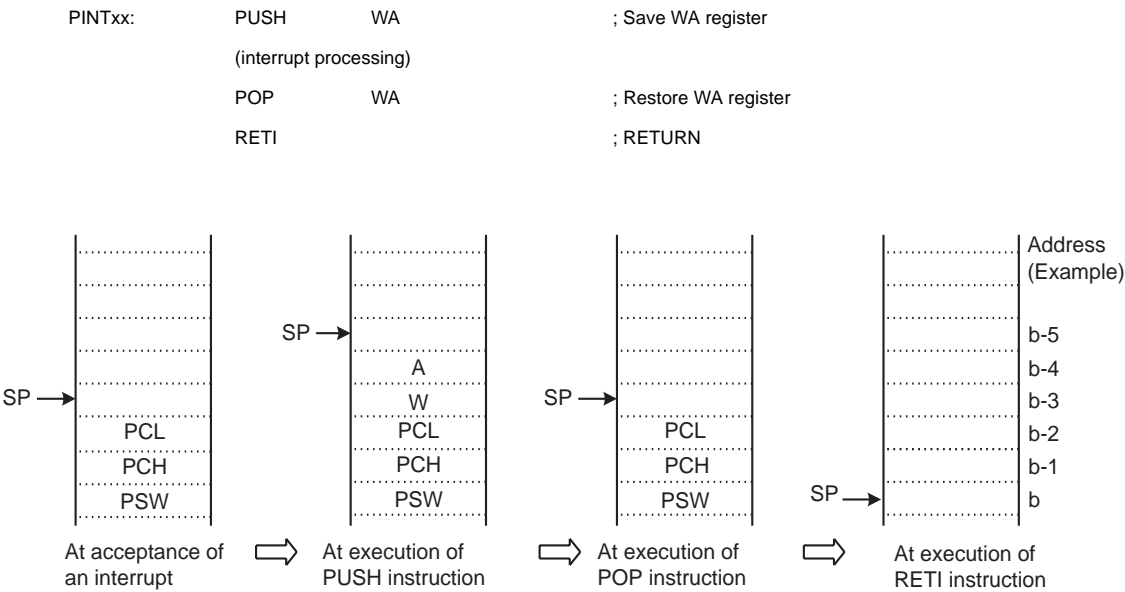 PINTxx: PUSH WA ; Save WA register
(interrupt processing)
POP WA ; Restore WA register
RETI ; RETURN
Address
(Example)
SP
b-5
A
b-4
SP
W
SP
b-3
PCL
PCL
PCL
b-2
PCH
PCH
PCH
b-1
PSW
PSW
PSW
SP
b
At acceptance of
an interrupt
At execution of
PUSH instruction
At execution of
POP instruction
At execution of
RETI instruction